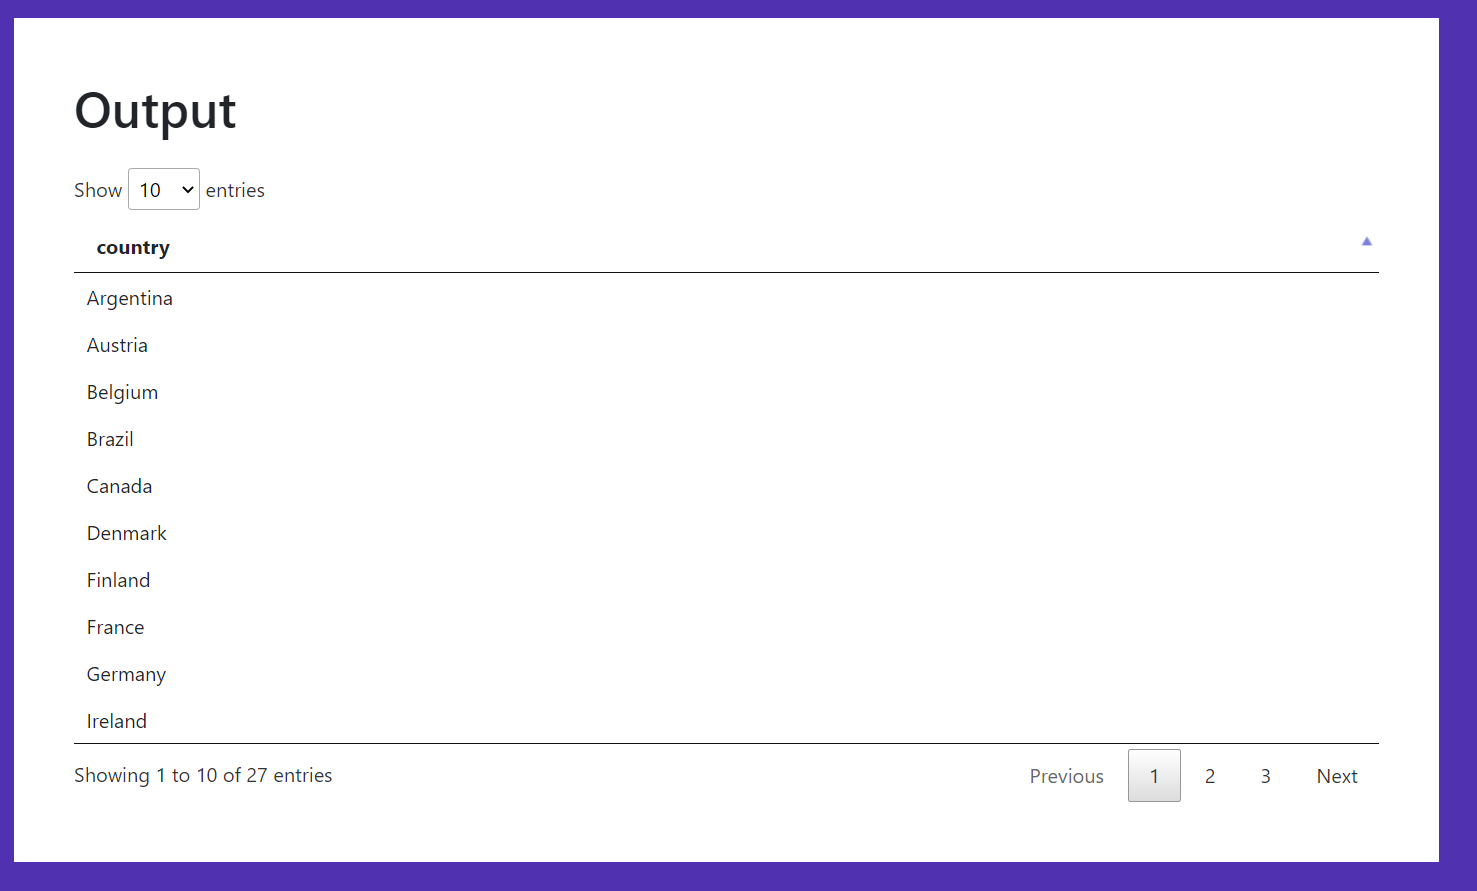 Output
Show 10 entries
country
Argentina
Austria
Belgium
Brazil
Canada
Denmark
Finland
France
Germany
Ireland
Showing 1 to 10 of 27 entries
Previous 1 2 3 Next